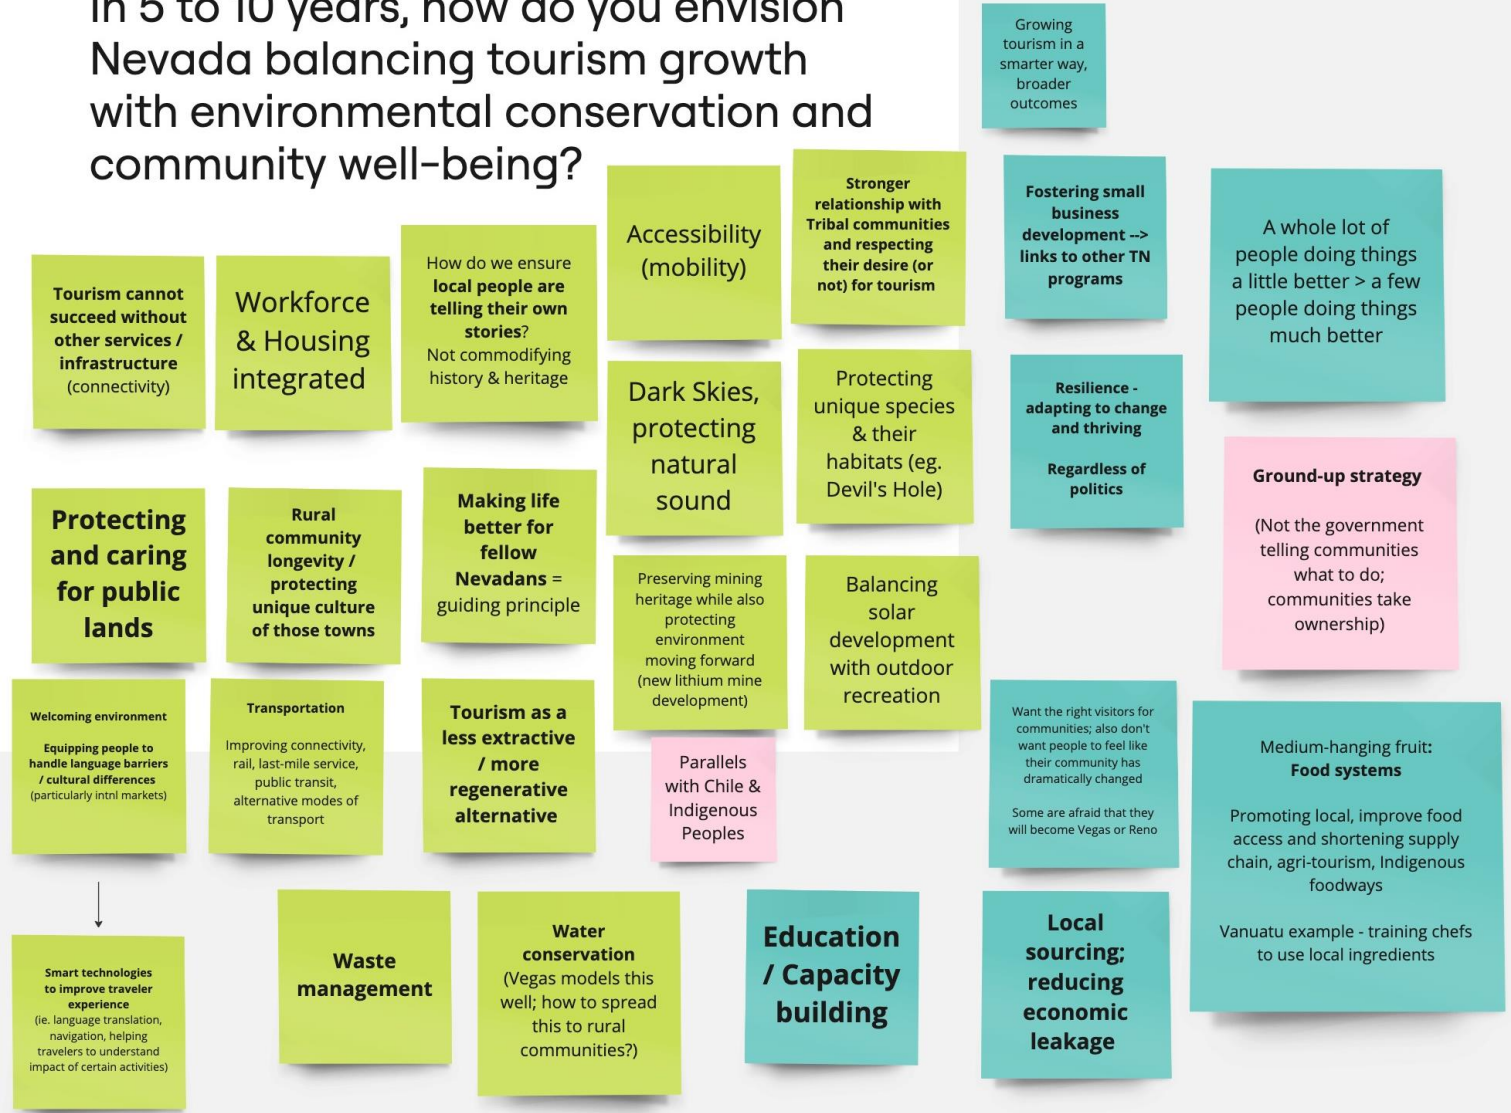 In 5 to 10 years, how do you envision
Nevada balancing tourism growth
with environmental conservation and
community well-being?
Growing
tourism in a
smarter way,
broader
outcomes
Tourism cannot
succeed without
other services /
infrastructure
(connectivity)
Workforce
& Housing
integrated
How do we ensure
local people are
telling their own
stories?
Not commodifying
history & heritage
Accessibility
(mobility)
Stronger
relationship with
Tribal communities
and respecting
their desire (or
not) for tourism
Fostering small
business
development -->
links to other TN
programs
A whole lot of
people doing things
a little better > a few
people doing things
much better
Dark Skies,
protecting
natural
sound
Protecting
unique species
& their
habitats (eg.
Devil's Hole)
Resilience -
adapting to change
and thriving
Regardless of
politics
Ground-up strategy
(Not the government
telling communities
what to do;
communities take
ownership)
Protecting
and caring
for public
lands
Rural
community
longevity /
protecting
unique culture
of those towns
Making life
better for
fellow
Nevadans =
guiding principle
Preserving mining
heritage while also
protecting
environment
moving forward
(new lithium mine
development)
Balancing
solar
development
with outdoor
recreation
Welcoming environment
Equipping people to
handle language barriers
/ cultural differences
(particularly intnl markets)
Transportation
Improving connectivity,
rail, last-mile service,
public transit,
alternative modes of
transport
Tourism as a
less extractive
/ more
regenerative
alternative
Parallels
with Chile &
Indigenous
Peoples
Want the right visitors for
communities; also don't
want people to feel like
their community has
dramatically changed
Some are afraid that they
will become Vegas or Reno
Medium-hanging fruit:
Food systems
Promoting local, improve food
access and shortening supply
chain, agri-tourism, Indigenous
foodways
Vanuatu example - training chefs
to use local ingredients
Smart technologies
to improve traveler
experience
(ie. language translation,
navigation, helping
travelers to understand
impact of certain activities)
Waste
management
Water
conservation
(Vegas models this
well; how to spread
this to rural
communities?)
Education
/ Capacity
building
Local
sourcing;
reducing
economic
leakage